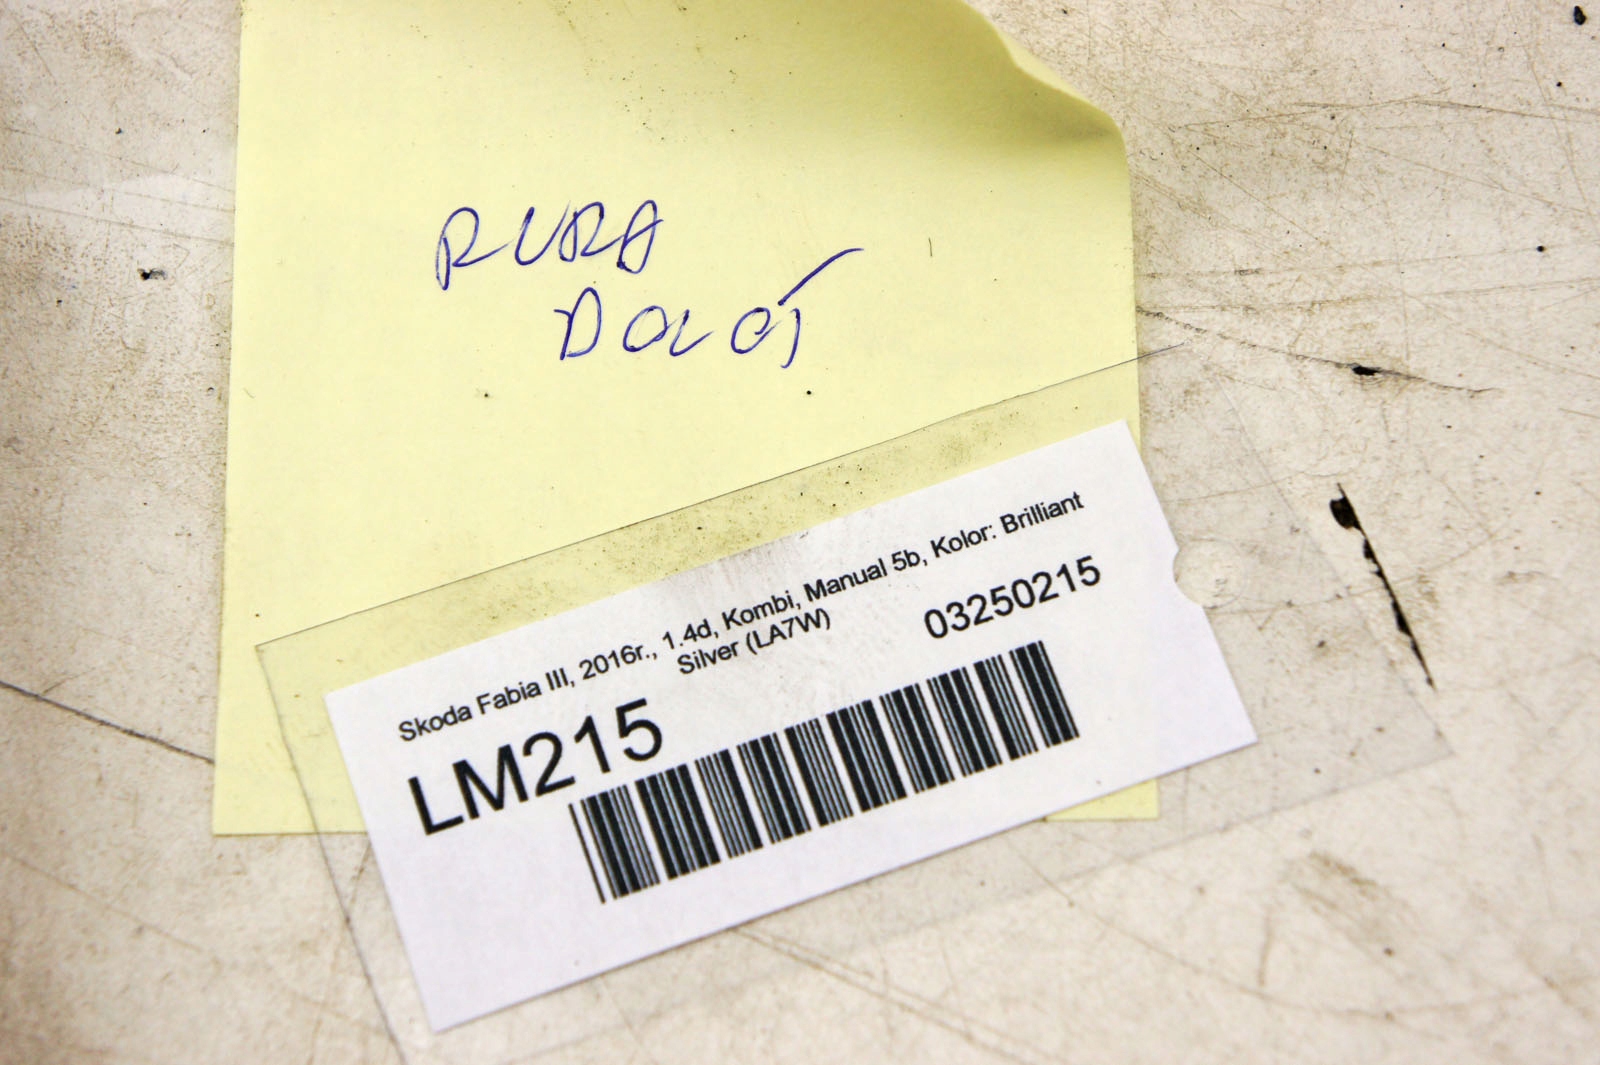 RURA
DOLOT
Skoda Fabia III, 2016r., 1.4d, Kombi, Manual 5b, Kolor: Brilliant
Silver (LA7W)
LM215
03250215